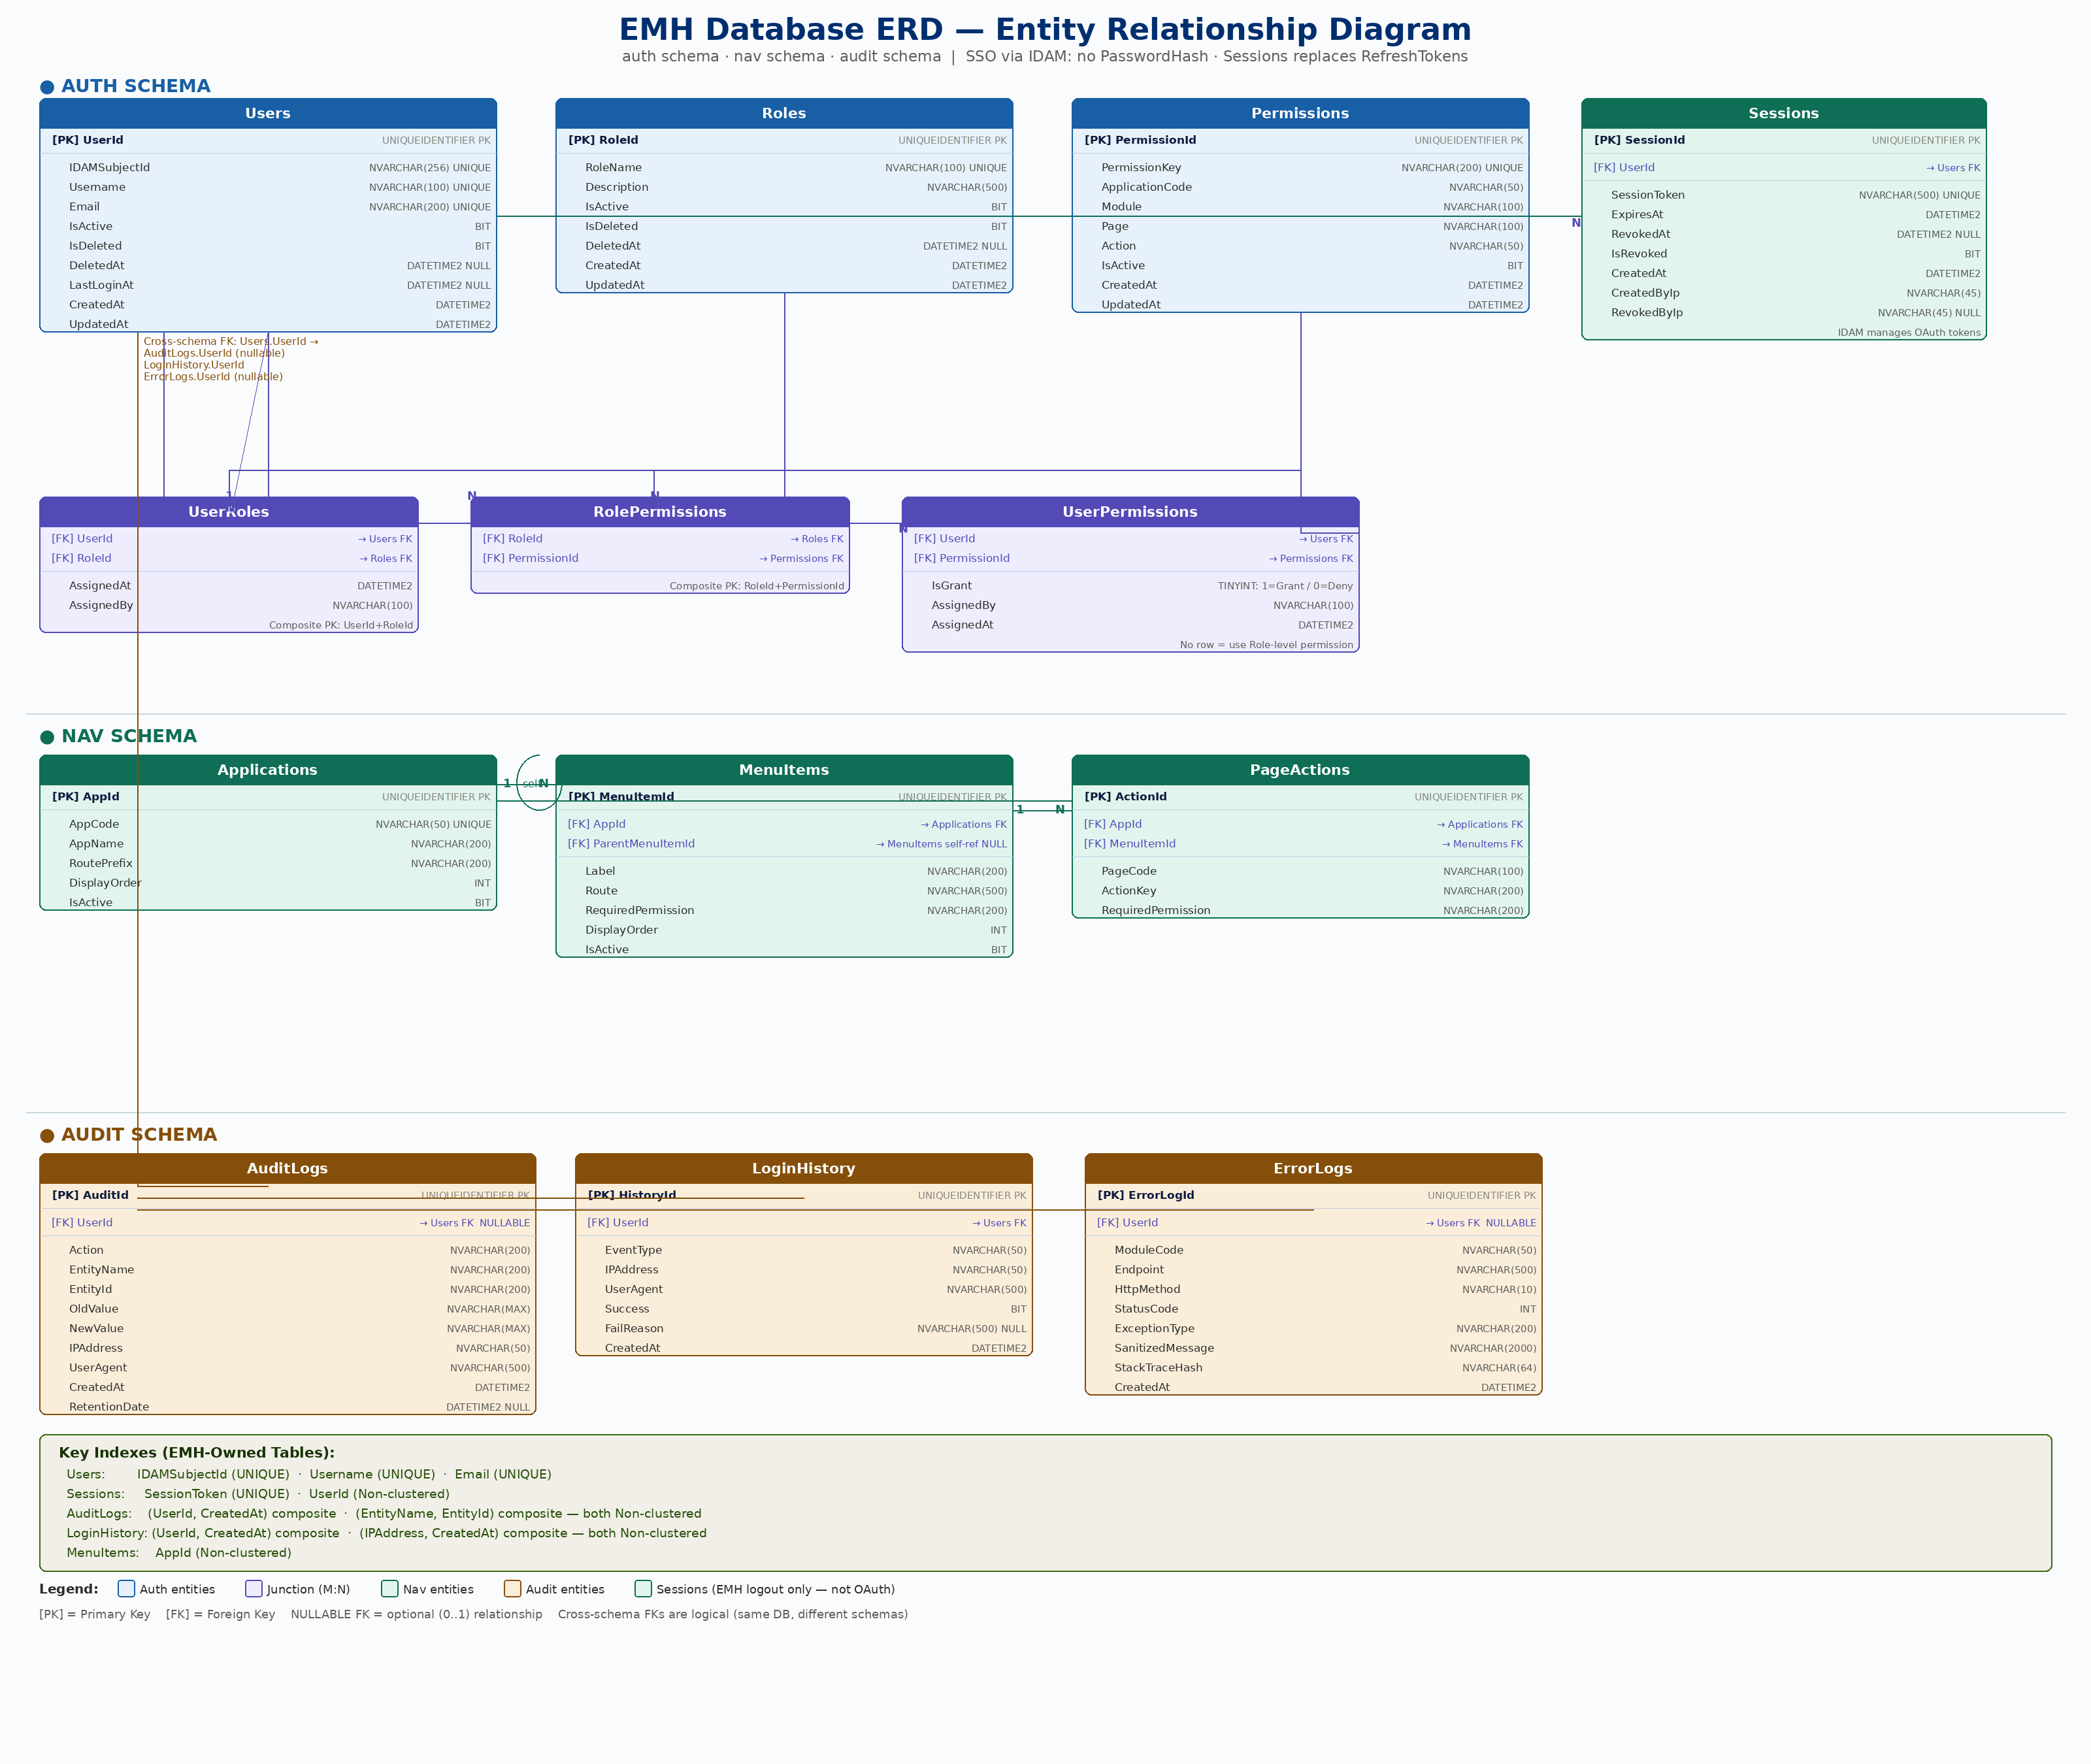 EMH Database ERD — Entity Relationship Diagram
auth schema · nav schema · audit schema | SSO via IDAM: no PasswordHash · Sessions replaces RefreshTokens
● AUTH SCHEMA
Users
[PK] UserId UNIQUEIDENTIFIER PK
IDAMSubjectId NVARCHAR(256) UNIQUE
Username NVARCHAR(100) UNIQUE
Email NVARCHAR(200) UNIQUE
IsActive BIT
IsDeleted BIT
DeletedAt DATETIME2 NULL
LastLoginAt DATETIME2 NULL
CreatedAt DATETIME2
UpdatedAt DATETIME2
Roles
[PK] RoleId UNIQUEIDENTIFIER PK
RoleName NVARCHAR(100) UNIQUE
Description NVARCHAR(500)
IsActive BIT
IsDeleted BIT
DeletedAt DATETIME2 NULL
CreatedAt DATETIME2
UpdatedAt DATETIME2
Permissions
[PK] PermissionId UNIQUEIDENTIFIER PK
PermissionKey NVARCHAR(200) UNIQUE
ApplicationCode NVARCHAR(50)
Module NVARCHAR(100)
Page NVARCHAR(100)
Action NVARCHAR(50)
IsActive BIT
CreatedAt DATETIME2
UpdatedAt DATETIME2
Sessions
[PK] SessionId UNIQUEIDENTIFIER PK
[FK] UserId → Users FK
SessionToken NVARCHAR(500) UNIQUE
N
ExpiresAt DATETIME2
RevokedAt DATETIME2 NULL
IsRevoked BIT
CreatedAt DATETIME2
CreatedByIp NVARCHAR(45)
RevokedByIp NVARCHAR(45) NULL
IDAM manages OAuth tokens
Cross-schema FK: Users.UserId →
AuditLogs.UserId (nullable)
LoginHistory.UserId
ErrorLogs.UserId (nullable)
1
N
N
N
UserRoles
[FK] UserId → Users FK
[FK] RoleId → Roles FK
AssignedAt DATETIME2
AssignedBy NVARCHAR(100)
Composite PK: UserId+RoleId
RolePermissions
[FK] RoleId → Roles FK
[FK] PermissionId → Permissions FK
Composite PK: RoleId+PermissionId
UserPermissions
[FK] UserId → Users FK
[FK] PermissionId → Permissions FK
IsGrant TINYINT: 1=Grant / 0=Deny
AssignedBy NVARCHAR(100)
AssignedAt DATETIME2
No row = use Role-level permission
● NAV SCHEMA
Applications
[PK] AppId UNIQUEIDENTIFIER PK
AppCode NVARCHAR(50) UNIQUE
AppName NVARCHAR(200)
RoutePrefix NVARCHAR(200)
DisplayOrder INT
IsActive BIT
1 self N
MenuItems
[PK] MenuItemId UNIQUEIDENTIFIER PK
[FK] AppId → Applications FK
[FK] ParentMenuItemId → MenuItems self-ref NULL
Label NVARCHAR(200)
Route NVARCHAR(500)
RequiredPermission NVARCHAR(200)
DisplayOrder INT
IsActive BIT
1 N
PageActions
[PK] ActionId UNIQUEIDENTIFIER PK
[FK] AppId → Applications FK
[FK] MenuItemId → MenuItems FK
PageCode NVARCHAR(100)
ActionKey NVARCHAR(200)
RequiredPermission NVARCHAR(200)
● AUDIT SCHEMA
AuditLogs
[PK] AuditId UNIQUEIDENTIFIER PK
[FK] UserId → Users FK NULLABLE
Action NVARCHAR(200)
EntityName NVARCHAR(200)
EntityId NVARCHAR(200)
OldValue NVARCHAR(MAX)
NewValue NVARCHAR(MAX)
IPAddress NVARCHAR(50)
UserAgent NVARCHAR(500)
CreatedAt DATETIME2
RetentionDate DATETIME2 NULL
LoginHistory
[PK] HistoryId UNIQUEIDENTIFIER PK
[FK] UserId → Users FK
EventType NVARCHAR(50)
IPAddress NVARCHAR(50)
UserAgent NVARCHAR(500)
Success BIT
FailReason NVARCHAR(500) NULL
CreatedAt DATETIME2
ErrorLogs
[PK] ErrorLogId UNIQUEIDENTIFIER PK
[FK] UserId → Users FK NULLABLE
ModuleCode NVARCHAR(50)
Endpoint NVARCHAR(500)
HttpMethod NVARCHAR(10)
StatusCode INT
ExceptionType NVARCHAR(200)
SanitizedMessage NVARCHAR(2000)
StackTraceHash NVARCHAR(64)
CreatedAt DATETIME2
Key Indexes (EMH-Owned Tables):
Users: IDAMSubjectId (UNIQUE) · Username (UNIQUE) · Email (UNIQUE)
Sessions: SessionToken (UNIQUE) · UserId (Non-clustered)
AuditLogs: (UserId, CreatedAt) composite · (EntityName, EntityId) composite — both Non-clustered
LoginHistory: (UserId, CreatedAt) composite · (IPAddress, CreatedAt) composite — both Non-clustered
MenuItems: AppId (Non-clustered)
Legend: Auth entities Junction (M:N) Nav entities Audit entities Sessions (EMH logout only — not OAuth)
[PK] = Primary Key [FK] = Foreign Key NULLABLE FK = optional (0..1) relationship Cross-schema FKs are logical (same DB, different schemas)